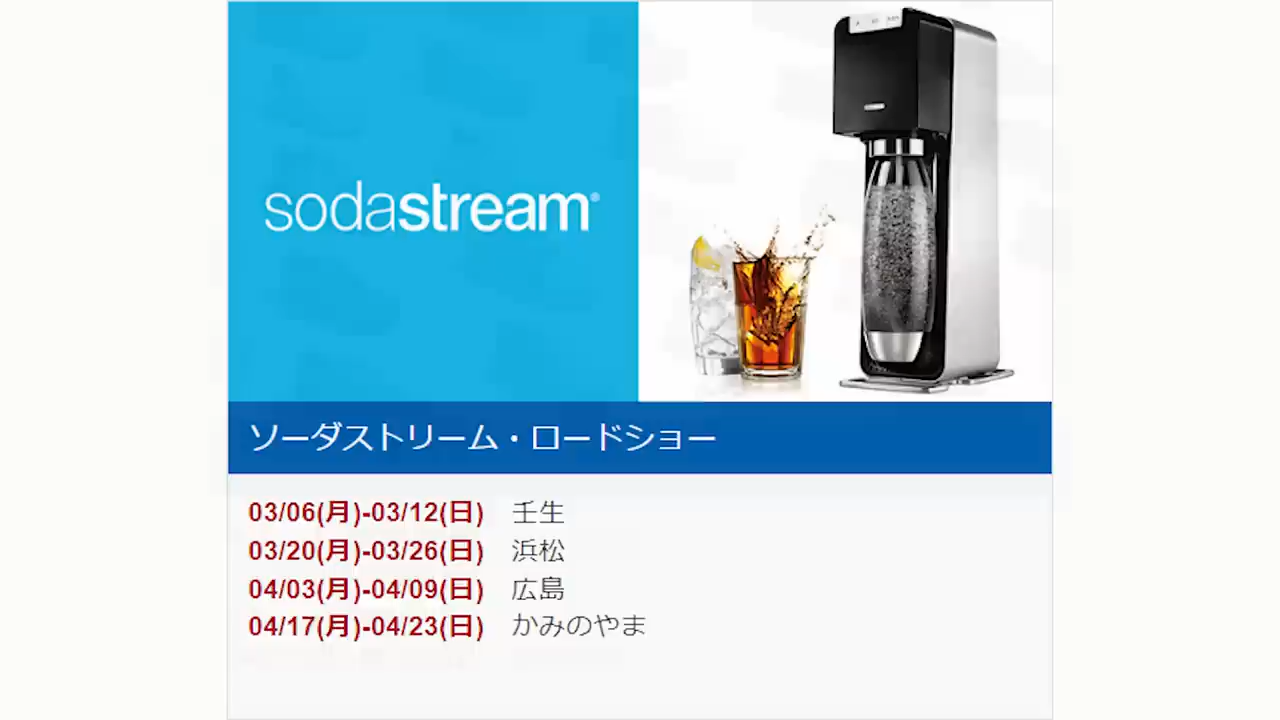 sodastream®
ソーダストリーム・ロードショー
03/06(月)-03/12(日) 壬生
03/20(月)-03/26(日) 浜松
04/03(月)-04/09(日) 広島
04/17(月)-04/23(日) かみのやま